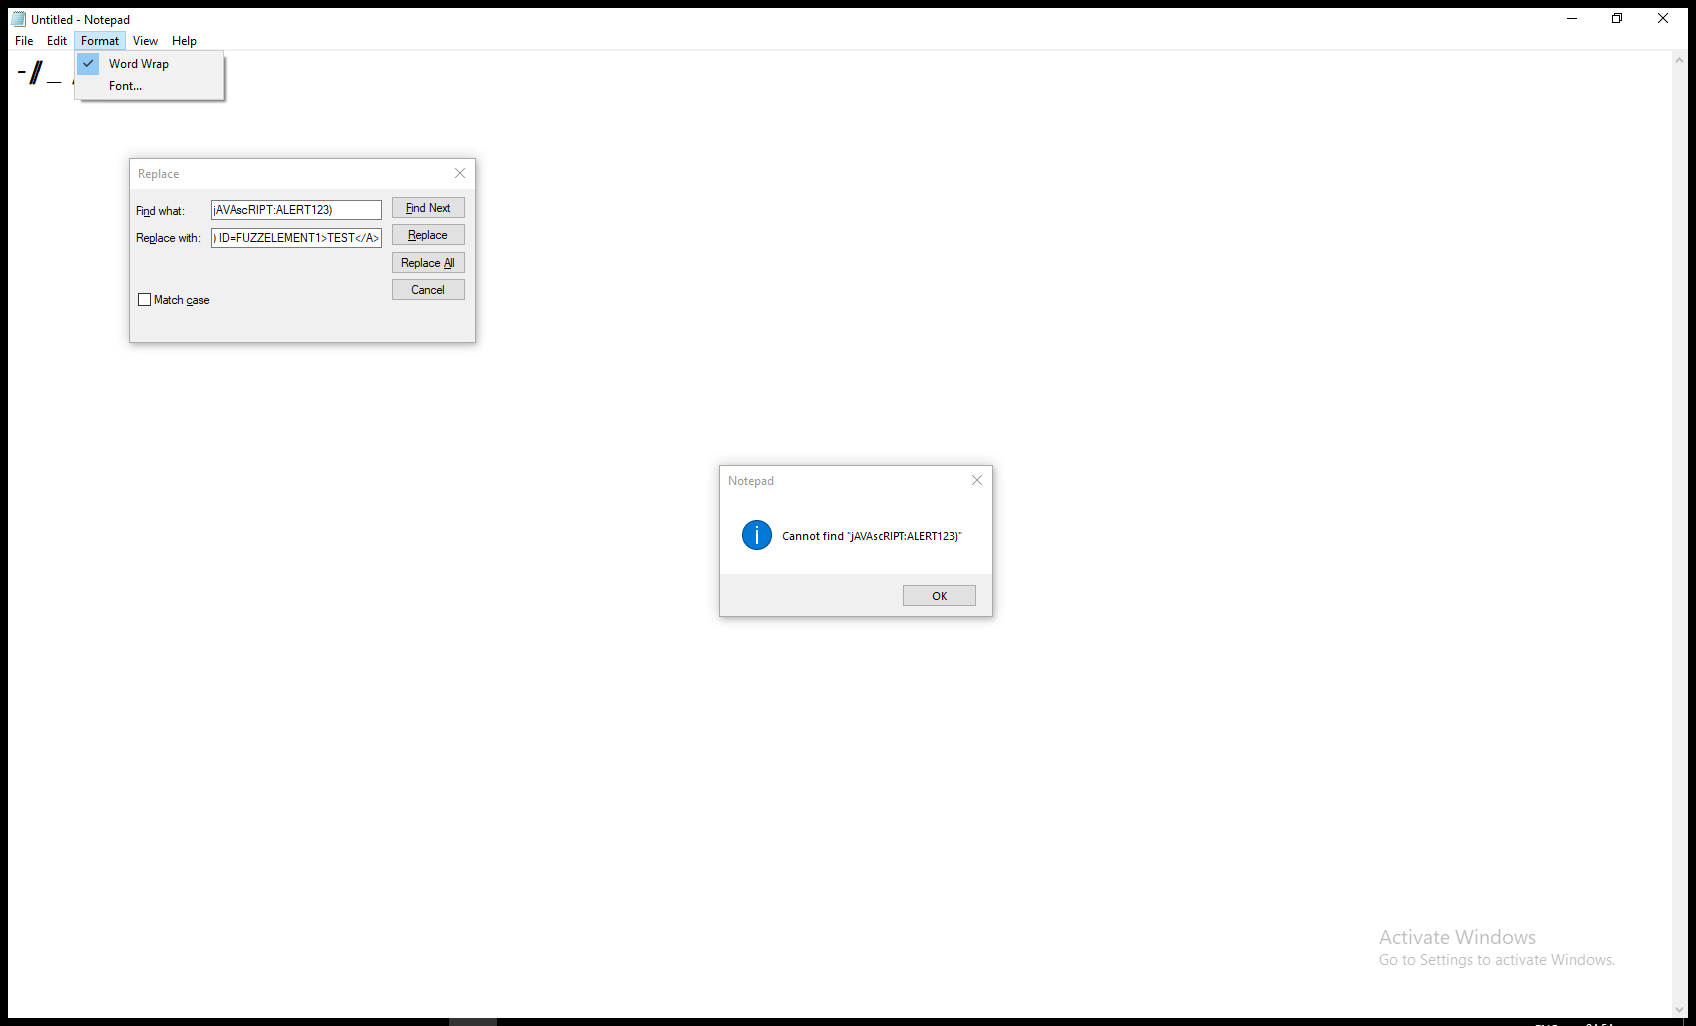 Untitled - Notepad
File Edit Format View Help
-//_
Word Wrap
Font...
Replace
Find what: jAVAscRIPT:ALERT123) Find Next
Replace with: ) ID=FUZZELEMENT1>TEST</A> Replace
Replace All
Cancel
Match case
Notepad
Cannot find "jAVAscRIPT:ALERT123)"
OK
Activate Windows
Go to Settings to activate Windows.